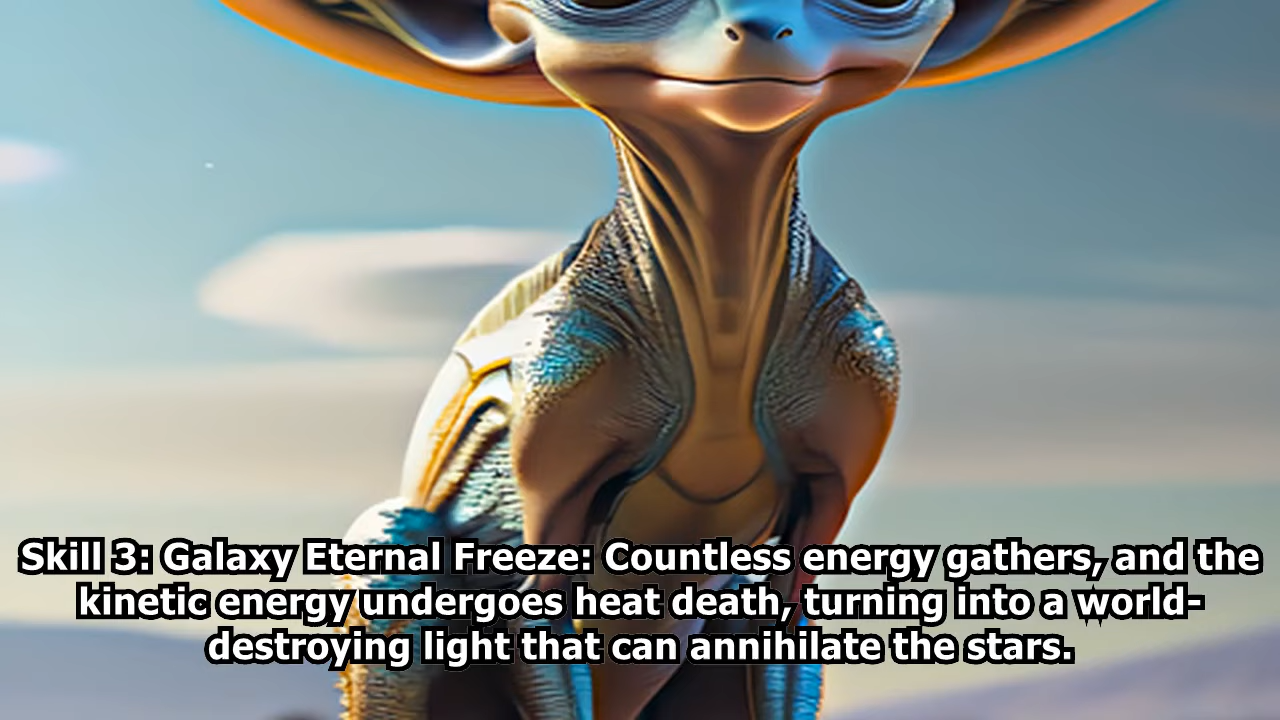 Skill 3: Galaxy Eternal Freeze: Countless energy gathers, and the
kinetic energy undergoes heat death, turning into a world-
destroying light that can annihilate the stars.